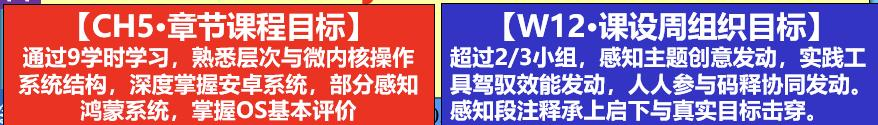 【CH5•章节课程目标】
通过9学时学习，熟悉层次与微内核操
作系统结构，深度掌握安卓系统，部分感知
鸿蒙系统，掌握OS基本评价
【W12•课设周组织目标】
超过2/3小组，感知主题创意发动，实践工
具驾驭效能发动，人人参与码释协同发动。
感知段注释承上启下与真实目标击穿。